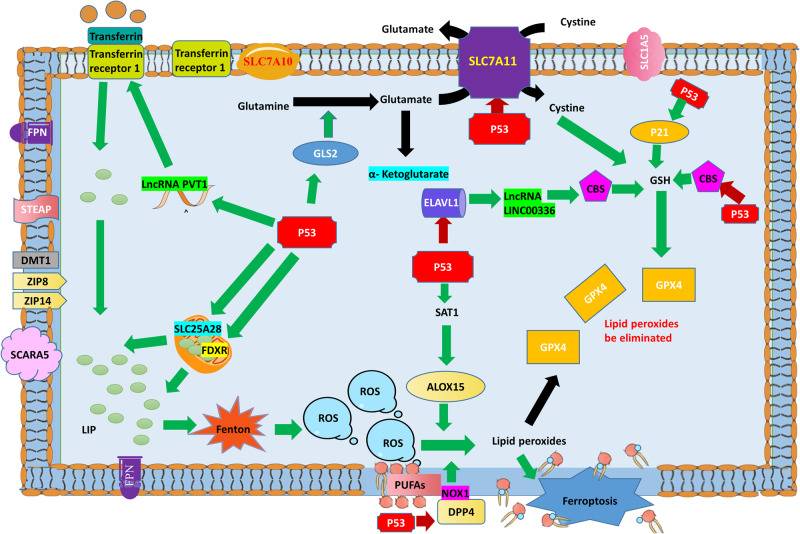 Transferrin
Transferrin
receptor 1
Transferrin
receptor 1
SLC7A10
Glutamate
SLC7A11
Cystine
SLC1A5
Glutamine
Glutamate
P53
Cystine
P53
P21
FPN
GLS2
α- Ketoglutarate
LncRNA PVT1
STEAP
ELAVL1
LncRNA
LINC00336
CBS
GSH
CBS
P53
P53
DMT1
ZIP8
ZIP14
P53
GPX4
GPX4
SAT1
SLC25A28
FDXR
Lipid peroxides
be eliminated
SCARA5
GPX4
ALOX15
ROS
ROS
LIP
Fenton
ROS
Lipid peroxides
FPN
PUFAs
NOX1
DPP4
P53
Ferroptosis